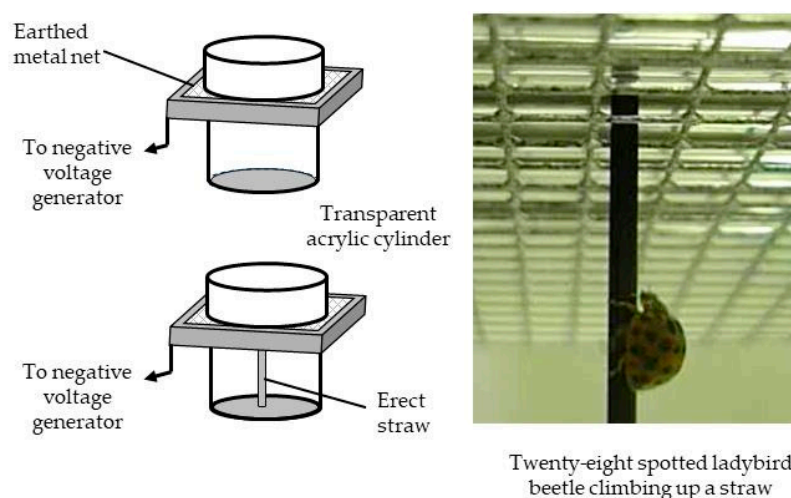 Earthed
metal net
To negative
voltage
generator
Transparent
acrylic cylinder
To negative
voltage
generator
Erect
straw
Twenty-eight spotted ladybird
beetle climbing up a straw